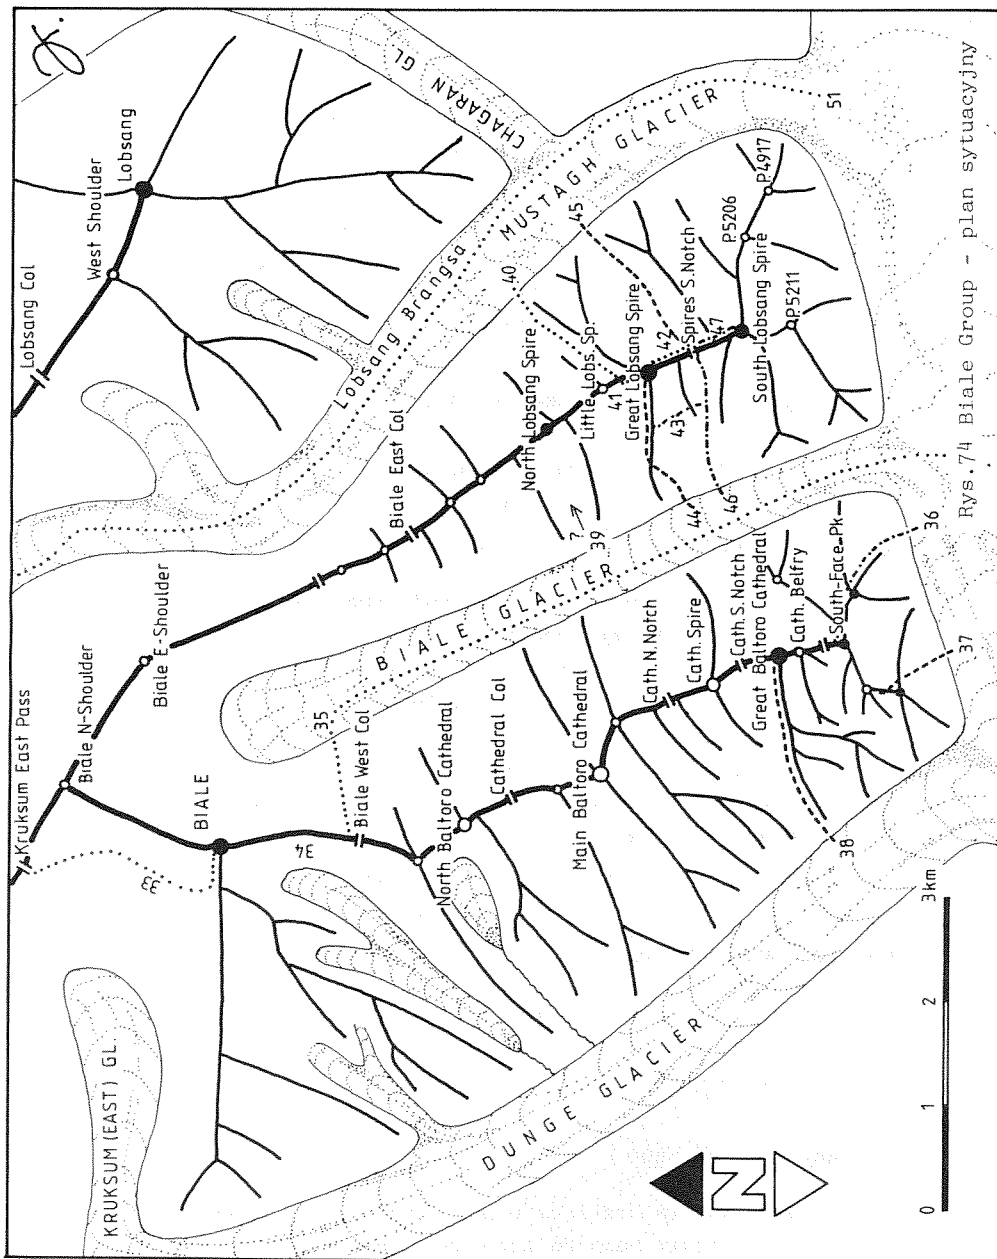 J.
Lobsang Col
West Shoulder
Lobsang
CHAGARAN GL
Lobsang Brangsa
MUSTAGH GLACIER
51
Kruksum East Pass
Biale N-Shoulder
Biale E-Shoulder
Biale East Col
North Lobsang Spire
Little Lobs. Sp.
40
45
41
Great Lobsang Spire
42
Spires S. Notch
47
43
South Lobsang Spire
P.5206
P4917
P.5211
44
46
?
39
BIALE GLACIER
33
BIALE
34
35
Biale West Col
North Baltoro Cathedral
Cathedral Col
Main Baltoro Cathedral
Cath. N. Notch
Cath. Spire
Cath. S. Notch
Great Baltoro Cathedral
Cath. Belfry
South-Face-Pk
36
37
38
KRUKSUM (EAST) GL.
DUNGE GLACIER
N
0 1 2 3km
Rys.74 Biale Group - plan sytuacyjny